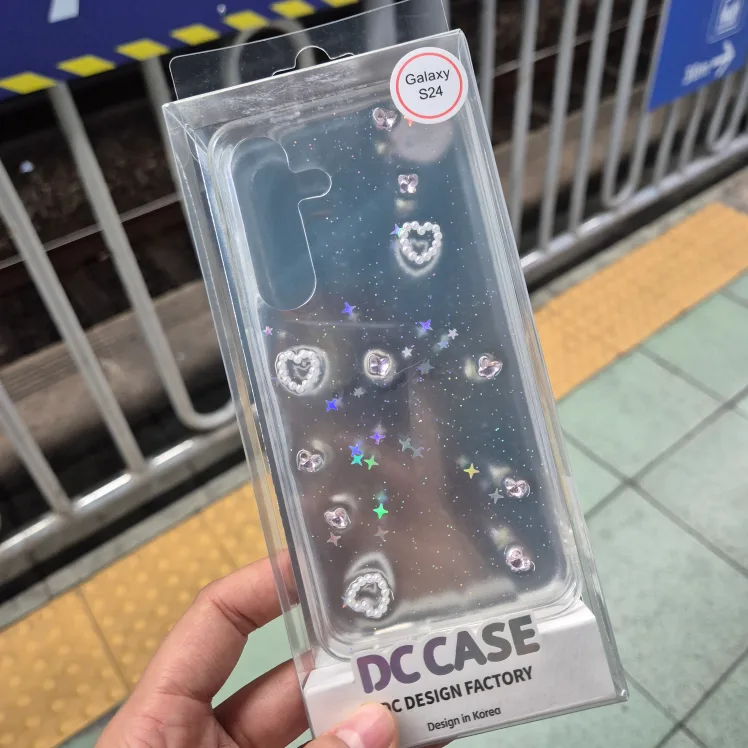 Galaxy
S24
DC CASE
DC DESIGN FACTORY
Design in Korea